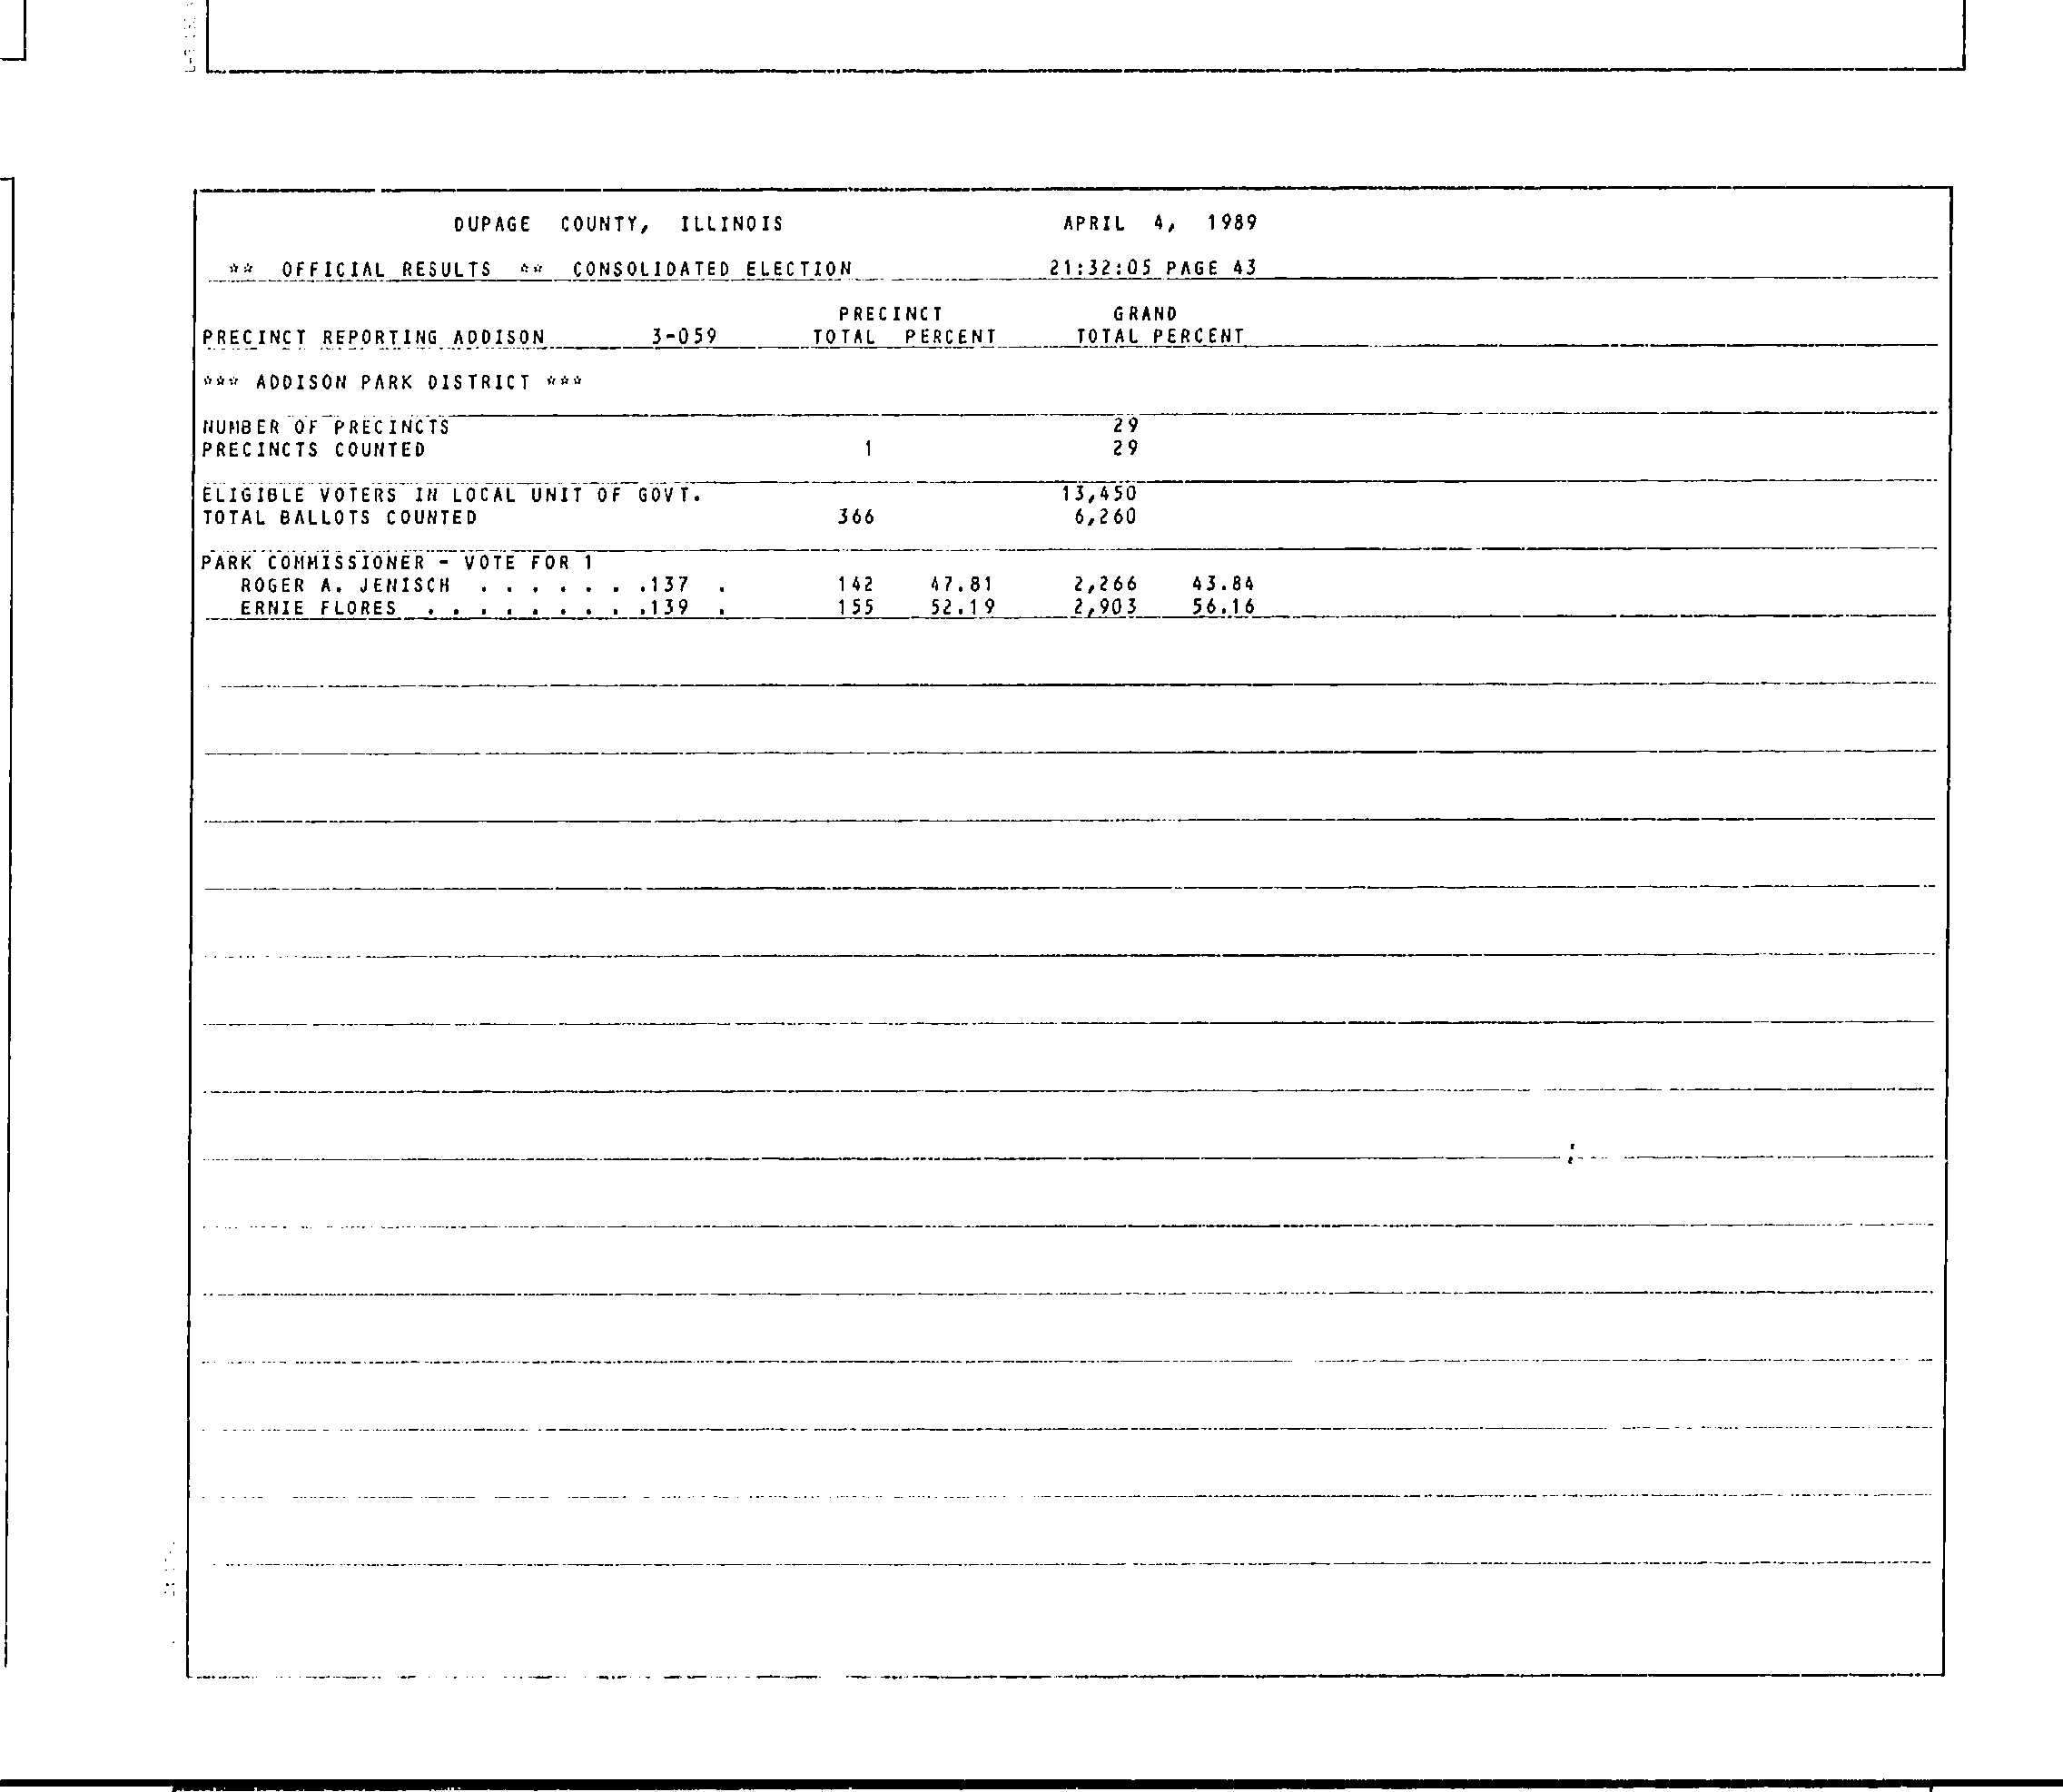 DUPAGE COUNTY, ILLINOIS APRIL 4, 1989
** OFFICIAL RESULTS ** CONSOLIDATED ELECTION 21:32:05 PAGE 43
PRECINCT GRAND
PRECINCT REPORTING ADDISON 3-059 TOTAL PERCENT TOTAL PERCENT
*** ADDISON PARK DISTRICT ***
NUMBER OF PRECINCTS 29
PRECINCTS COUNTED 1 29
ELIGIBLE VOTERS IN LOCAL UNIT OF GOVT. 13,450
TOTAL BALLOTS COUNTED 366 6,260
PARK COMMISSIONER - VOTE FOR 1
ROGER A. JENISCH . . . . . . .137 . 142 47.81 2,266 43.84
ERNIE FLORES . . . . . . . . .139 . 155 52.19 2,903 56.16